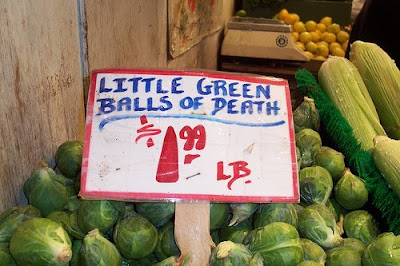 LITTLE GREEN
BALLS OF DEATH
$1.99
LB.